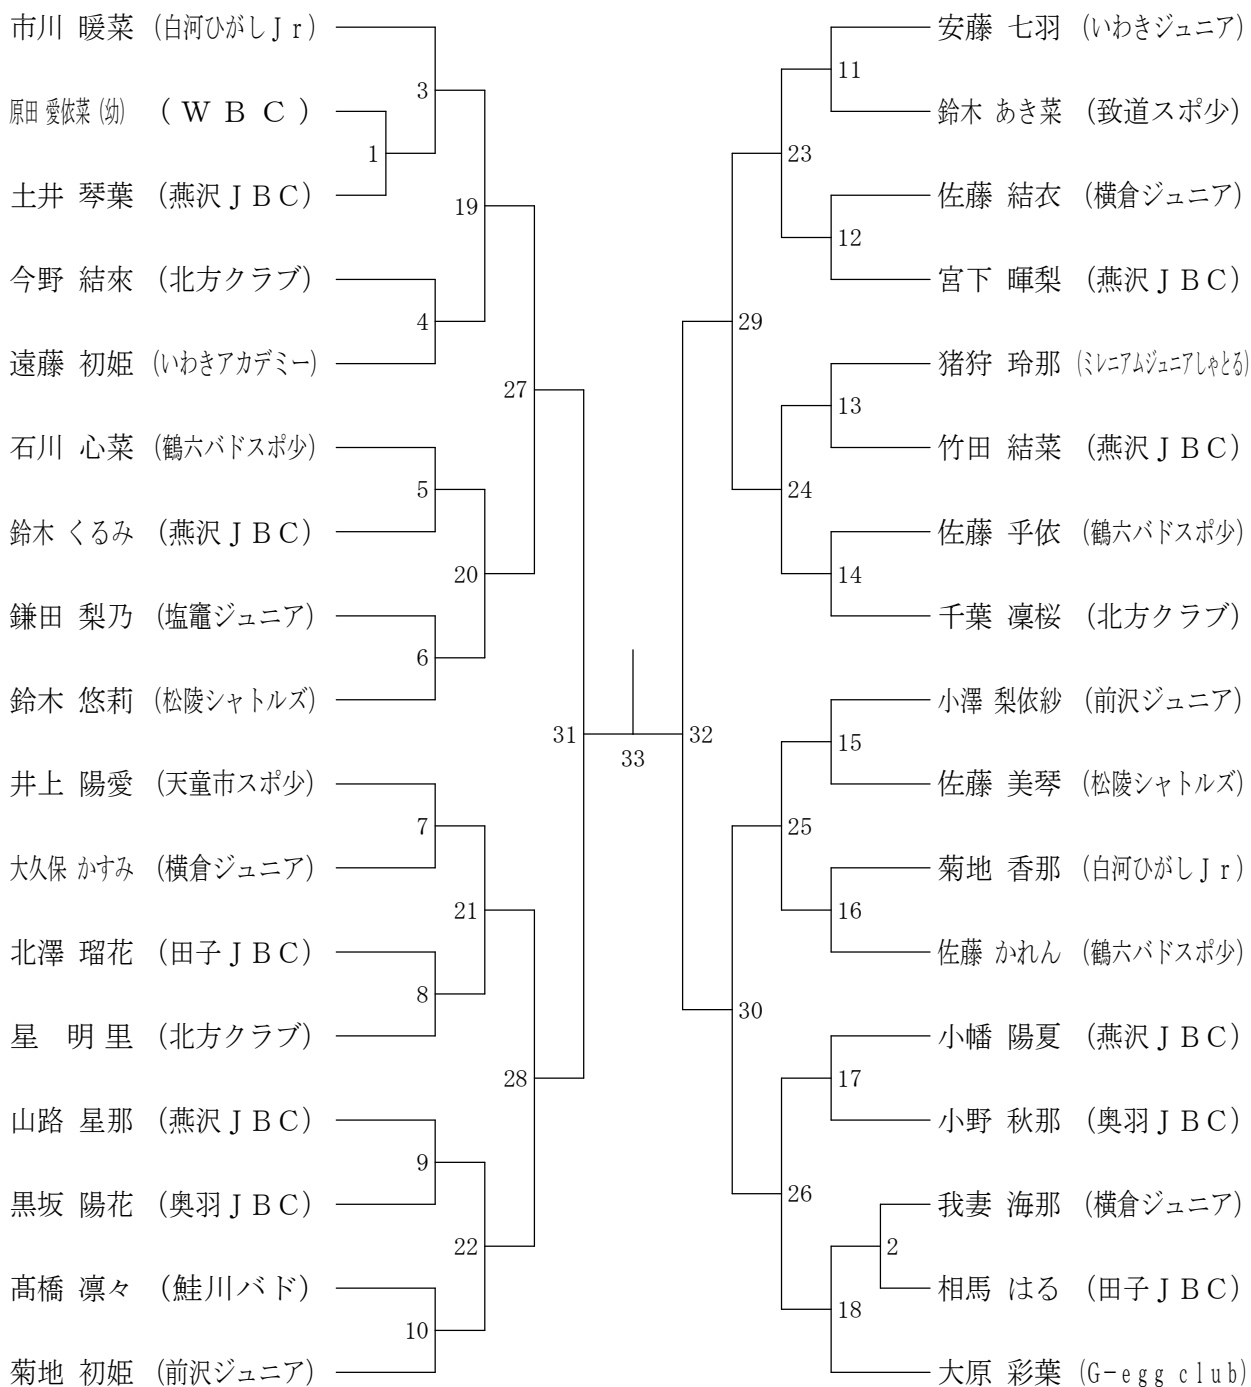 市川 暖菜 (白河ひがしＪｒ)
3
原田 愛依菜 (幼) (ＷＢＣ)
1
土井 琴葉 (燕沢ＪＢＣ)
19
今野 結來 (北方クラブ)
4
遠藤 初姫 (いわきアカデミー)
27
石川 心菜 (鶴六バドスポ少)
5
鈴木 くるみ (燕沢ＪＢＣ)
20
鎌田 梨乃 (塩竈ジュニア)
6
鈴木 悠莉 (松陵シャトルズ)
31
井上 陽愛 (天童市スポ少)
7
大久保 かすみ (横倉ジュニア)
21
北澤 瑠花 (田子ＪＢＣ)
8
星 明里 (北方クラブ)
28
山路 星那 (燕沢ＪＢＣ)
9
黒坂 陽花 (奥羽ＪＢＣ)
22
髙橋 凛々 (鮭川バド)
10
菊地 初姫 (前沢ジュニア)
33
安藤 七羽 (いわきジュニア)
11
鈴木 あき菜 (致道スポ少)
23
佐藤 結衣 (横倉ジュニア)
12
宮下 暉梨 (燕沢ＪＢＣ)
29
猪狩 玲那 (ミレニアムジュニアしゃとる)
13
竹田 結菜 (燕沢ＪＢＣ)
24
佐藤 乎依 (鶴六バドスポ少)
14
千葉 凜桜 (北方クラブ)
32
小澤 梨依紗 (前沢ジュニア)
15
佐藤 美琴 (松陵シャトルズ)
25
菊地 香那 (白河ひがしＪｒ)
16
佐藤 かれん (鶴六バドスポ少)
30
小幡 陽夏 (燕沢ＪＢＣ)
17
小野 秋那 (奥羽ＪＢＣ)
26
我妻 海那 (横倉ジュニア)
2
相馬 はる (田子ＪＢＣ)
18
大原 彩葉 (G-egg club)